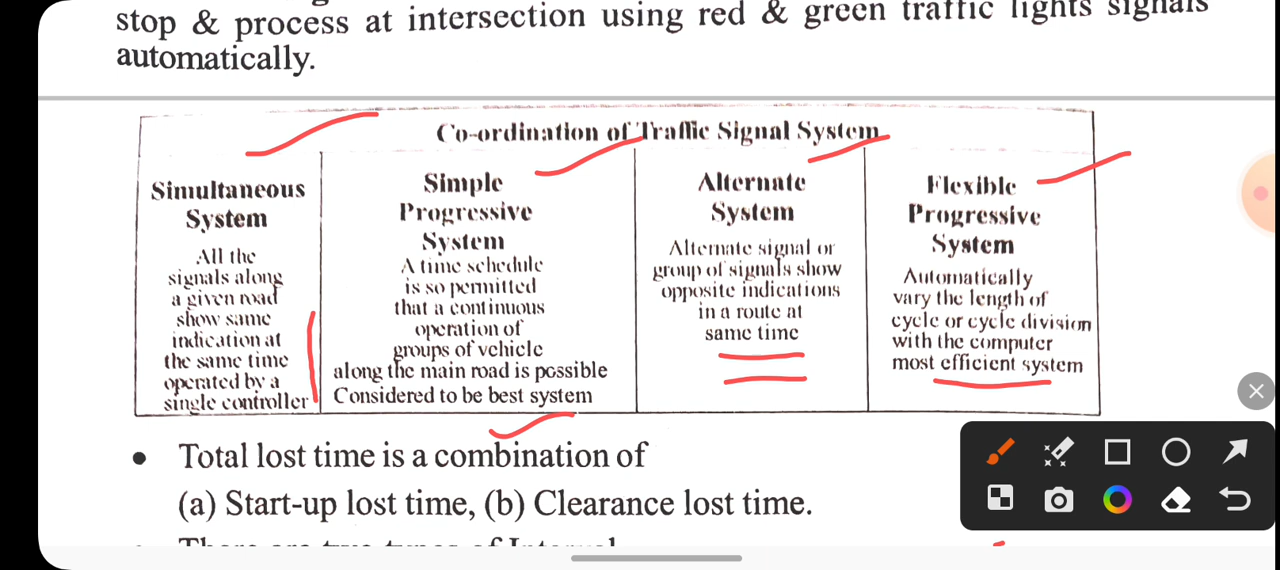 stop & process at intersection using red & green traffic lights signals
automatically.
Co-ordination of Traffic Signal System
Simultaneous
System
All the
signals along
a given road
show same
indication at
the same time
operated by a
single controller
Simple
Progressive
System
A time schedule
is so permitted
that a continuous
operation of
groups of vehicle
along the main road is possible
Considered to be best system
Alternate
System
Alternate signal or
group of signals show
opposite indications
in a route at
same time
Flexible
Progressive
System
Automatically
vary the length of
cycle or cycle division
with the computer
most efficient system
• Total lost time is a combination of
(a) Start-up lost time, (b) Clearance lost time.